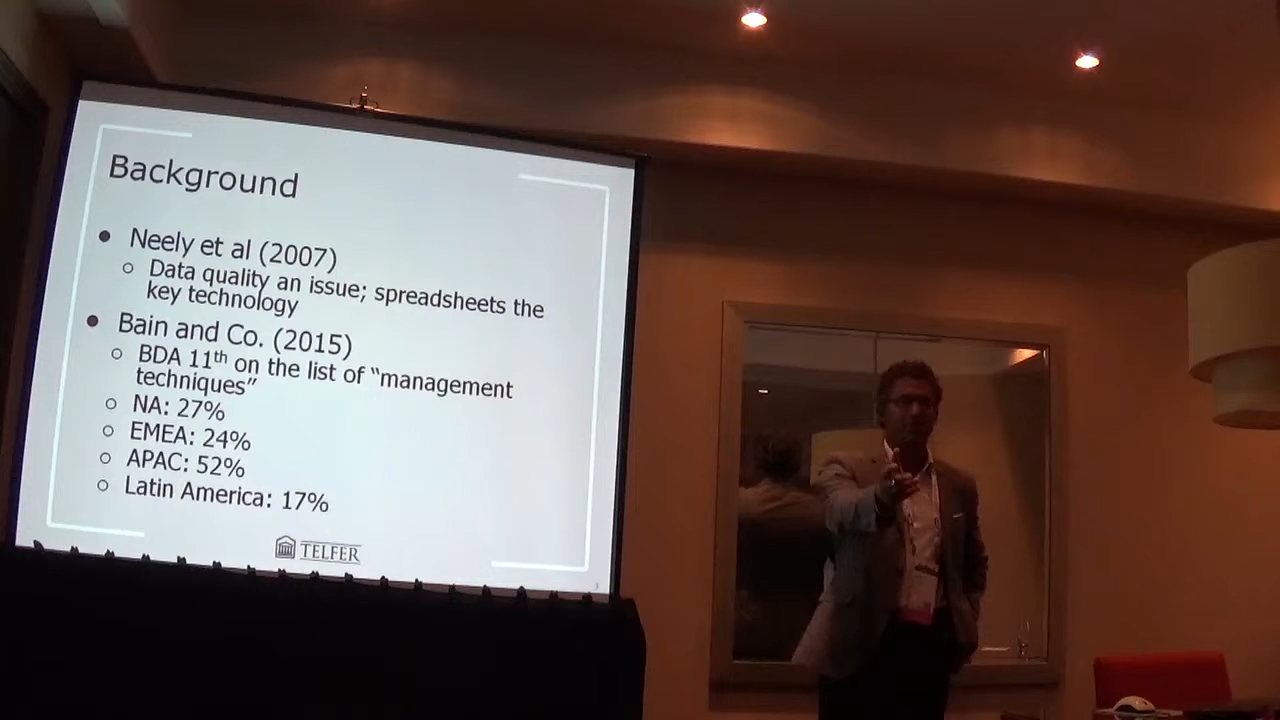 Background
• Neely et al (2007)
○ Data quality an issue; spreadsheets the
key technology
• Bain and Co. (2015)
○ BDA 11th on the list of “management
techniques”
○ NA: 27%
○ EMEA: 24%
○ APAC: 52%
○ Latin America: 17%
TELFER